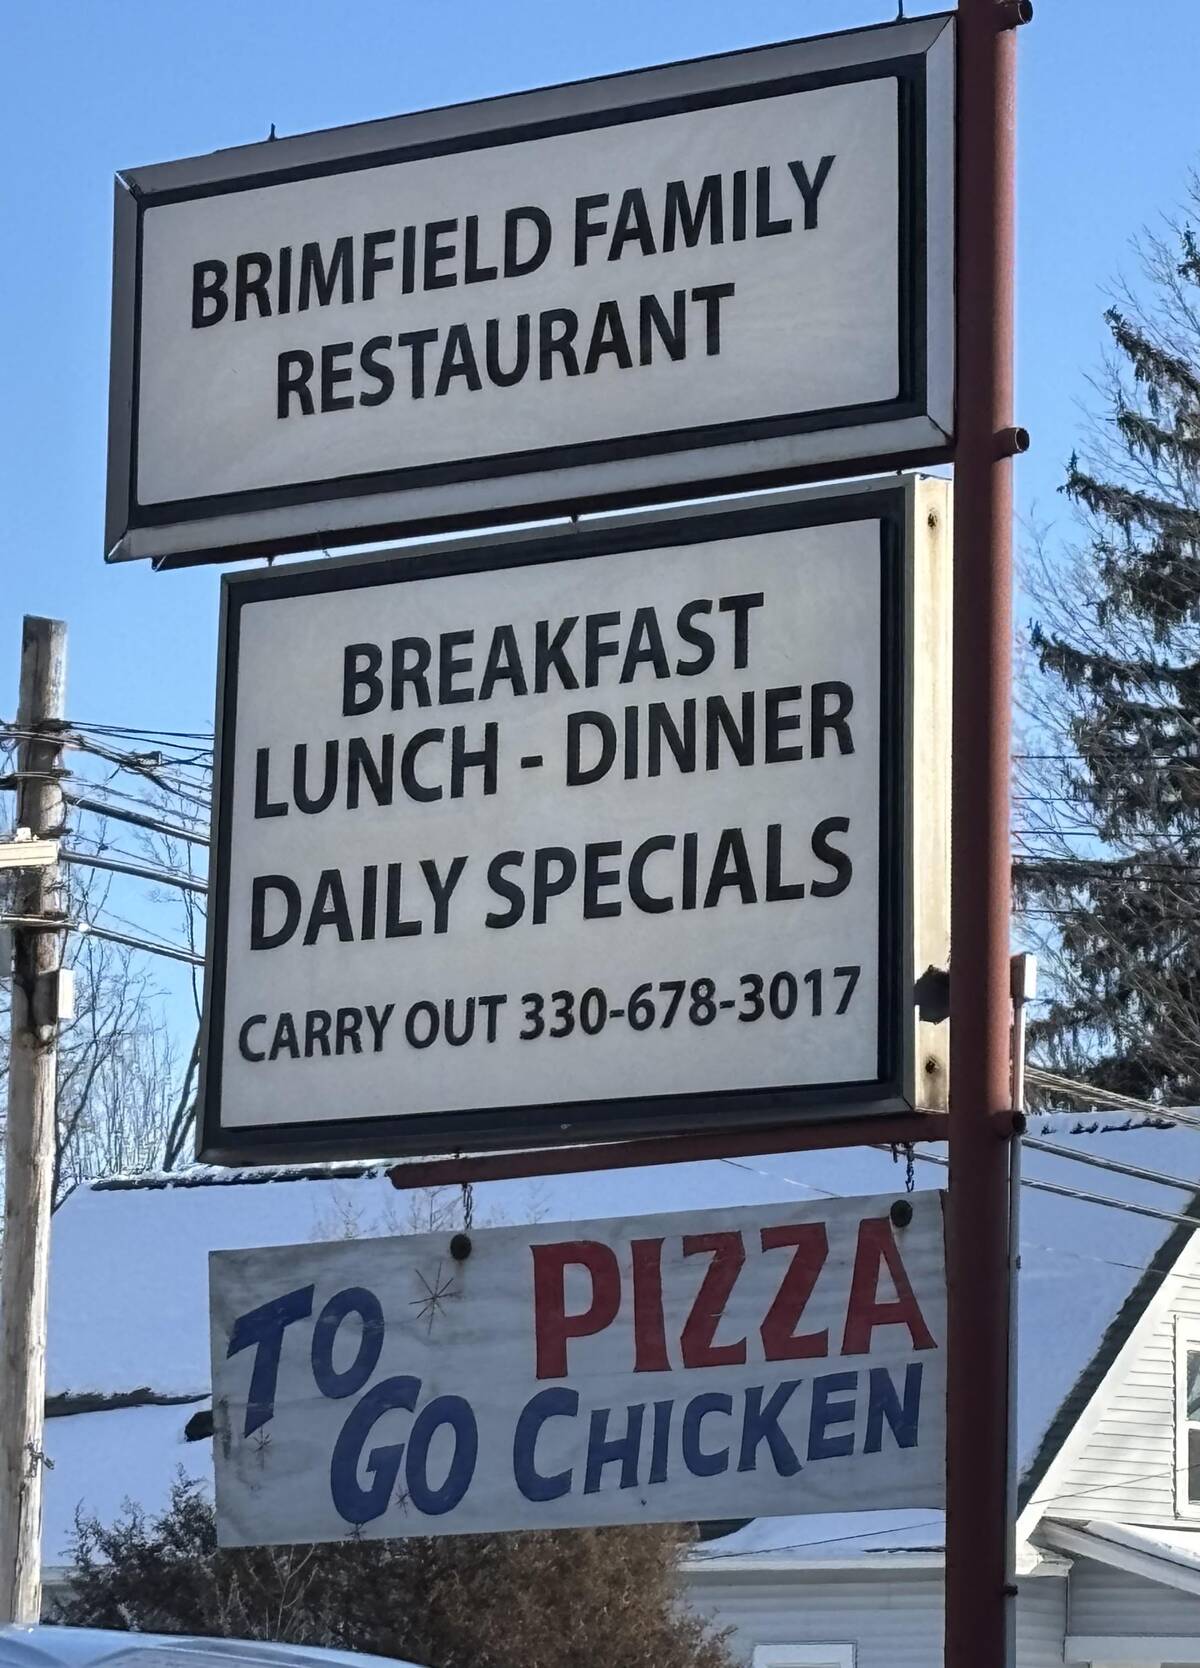 BRIMFIELD FAMILY
RESTAURANT
BREAKFAST
LUNCH - DINNER
DAILY SPECIALS
CARRY OUT 330-678-3017
TO GO
PIZZA
CHICKEN